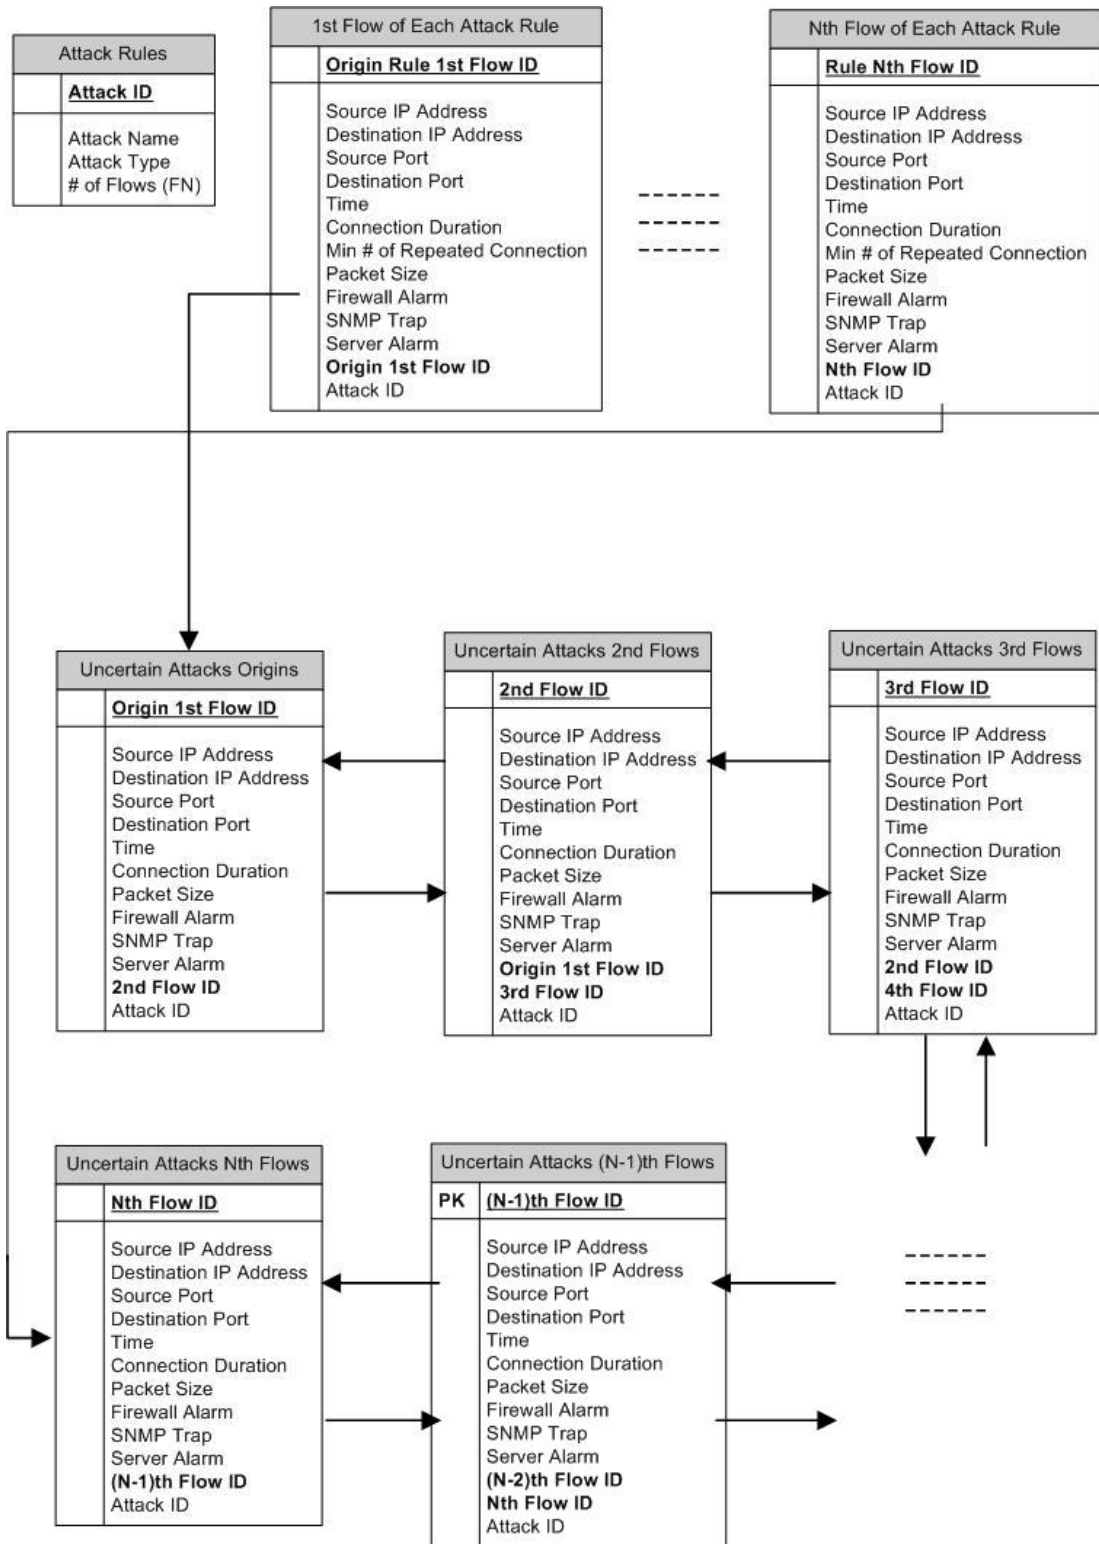 Attack Rules
Attack ID
Attack Name
Attack Type
# of Flows (FN)
1st Flow of Each Attack Rule
Origin Rule 1st Flow ID
Source IP Address
Destination IP Address
Source Port
Destination Port
Time
Connection Duration
Min # of Repeated Connection
Packet Size
Firewall Alarm
SNMP Trap
Server Alarm
Origin 1st Flow ID
Attack ID
Nth Flow of Each Attack Rule
Rule Nth Flow ID
Source IP Address
Destination IP Address
Source Port
Destination Port
Time
Connection Duration
Min # of Repeated Connection
Packet Size
Firewall Alarm
SNMP Trap
Server Alarm
Nth Flow ID
Attack ID
Uncertain Attacks Origins
Origin 1st Flow ID
Source IP Address
Destination IP Address
Source Port
Destination Port
Time
Connection Duration
Packet Size
Firewall Alarm
SNMP Trap
Server Alarm
2nd Flow ID
Attack ID
Uncertain Attacks 2nd Flows
2nd Flow ID
Source IP Address
Destination IP Address
Source Port
Destination Port
Time
Connection Duration
Packet Size
Firewall Alarm
SNMP Trap
Server Alarm
Origin 1st Flow ID
3rd Flow ID
Attack ID
Uncertain Attacks 3rd Flows
3rd Flow ID
Source IP Address
Destination IP Address
Source Port
Destination Port
Time
Connection Duration
Packet Size
Firewall Alarm
SNMP Trap
Server Alarm
2nd Flow ID
4th Flow ID
Attack ID
Uncertain Attacks Nth Flows
Nth Flow ID
Source IP Address
Destination IP Address
Source Port
Destination Port
Time
Connection Duration
Packet Size
Firewall Alarm
SNMP Trap
Server Alarm
(N-1)th Flow ID
Attack ID
Uncertain Attacks (N-1)th Flows
PK (N-1)th Flow ID
Source IP Address
Destination IP Address
Source Port
Destination Port
Time
Connection Duration
Packet Size
Firewall Alarm
SNMP Trap
Server Alarm
(N-2)th Flow ID
Nth Flow ID
Attack ID